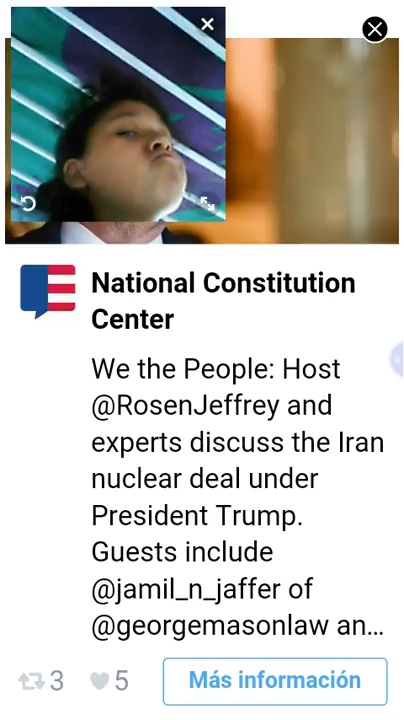 National Constitution
Center
We the People: Host
@RosenJeffrey and
experts discuss the Iran
nuclear deal under
President Trump.
Guests include
@jamil_n_jaffer of
@georgemasonlaw an...
3 5 Más información